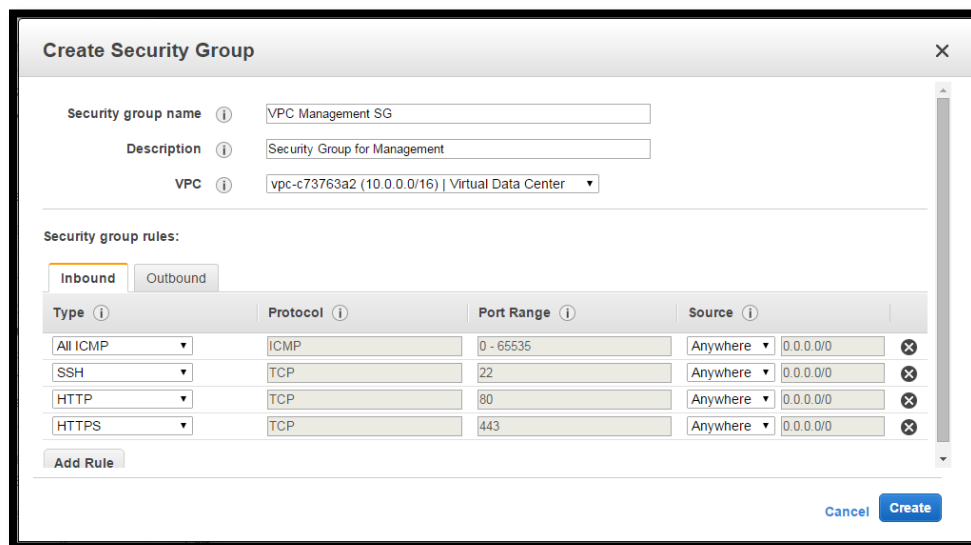 Create Security Group
Security group name
VPC Management SG
Description
Security Group for Management
VPC
vpc-c73763a2 (10.0.0.0/16) | Virtual Data Center
Security group rules:
Inbound Outbound
Type Protocol Port Range Source
All ICMP ICMP 0 - 65535 Anywhere 0.0.0.0/0
SSH TCP 22 Anywhere 0.0.0.0/0
HTTP TCP 80 Anywhere 0.0.0.0/0
HTTPS TCP 443 Anywhere 0.0.0.0/0
Add Rule
Cancel Create